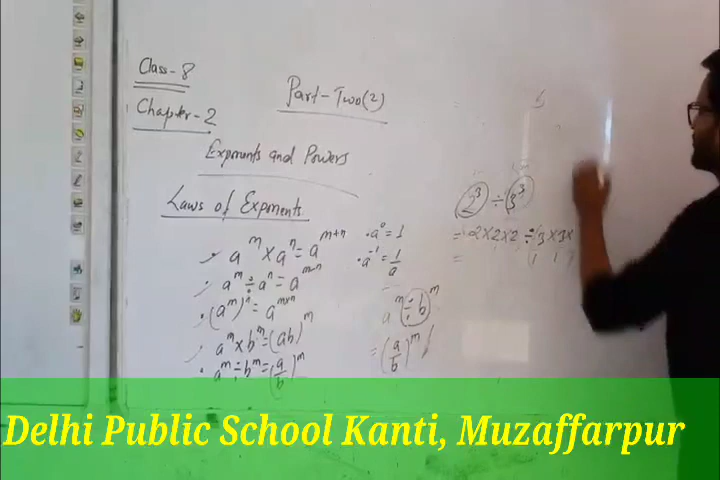 Class-8
Part-Two(2)
Chapter-2
Exponents and Powers
Laws of Exponents
a^m × a^n = a^{m+n}
a^m ÷ a^n = a^{m-n}
(a^m)^n = a^{m×n}
a^m × b^m = (ab)^m
a^m ÷ b^m = (a/b)^m
a^0 = 1
a^{-1} = 1/a
a^m ÷ b^m
= (a/b)^m
2^3 ÷ 3^3
= 2×2×2 ÷ 3×3×
=
Delhi Public School Kanti, Muzaffarpur